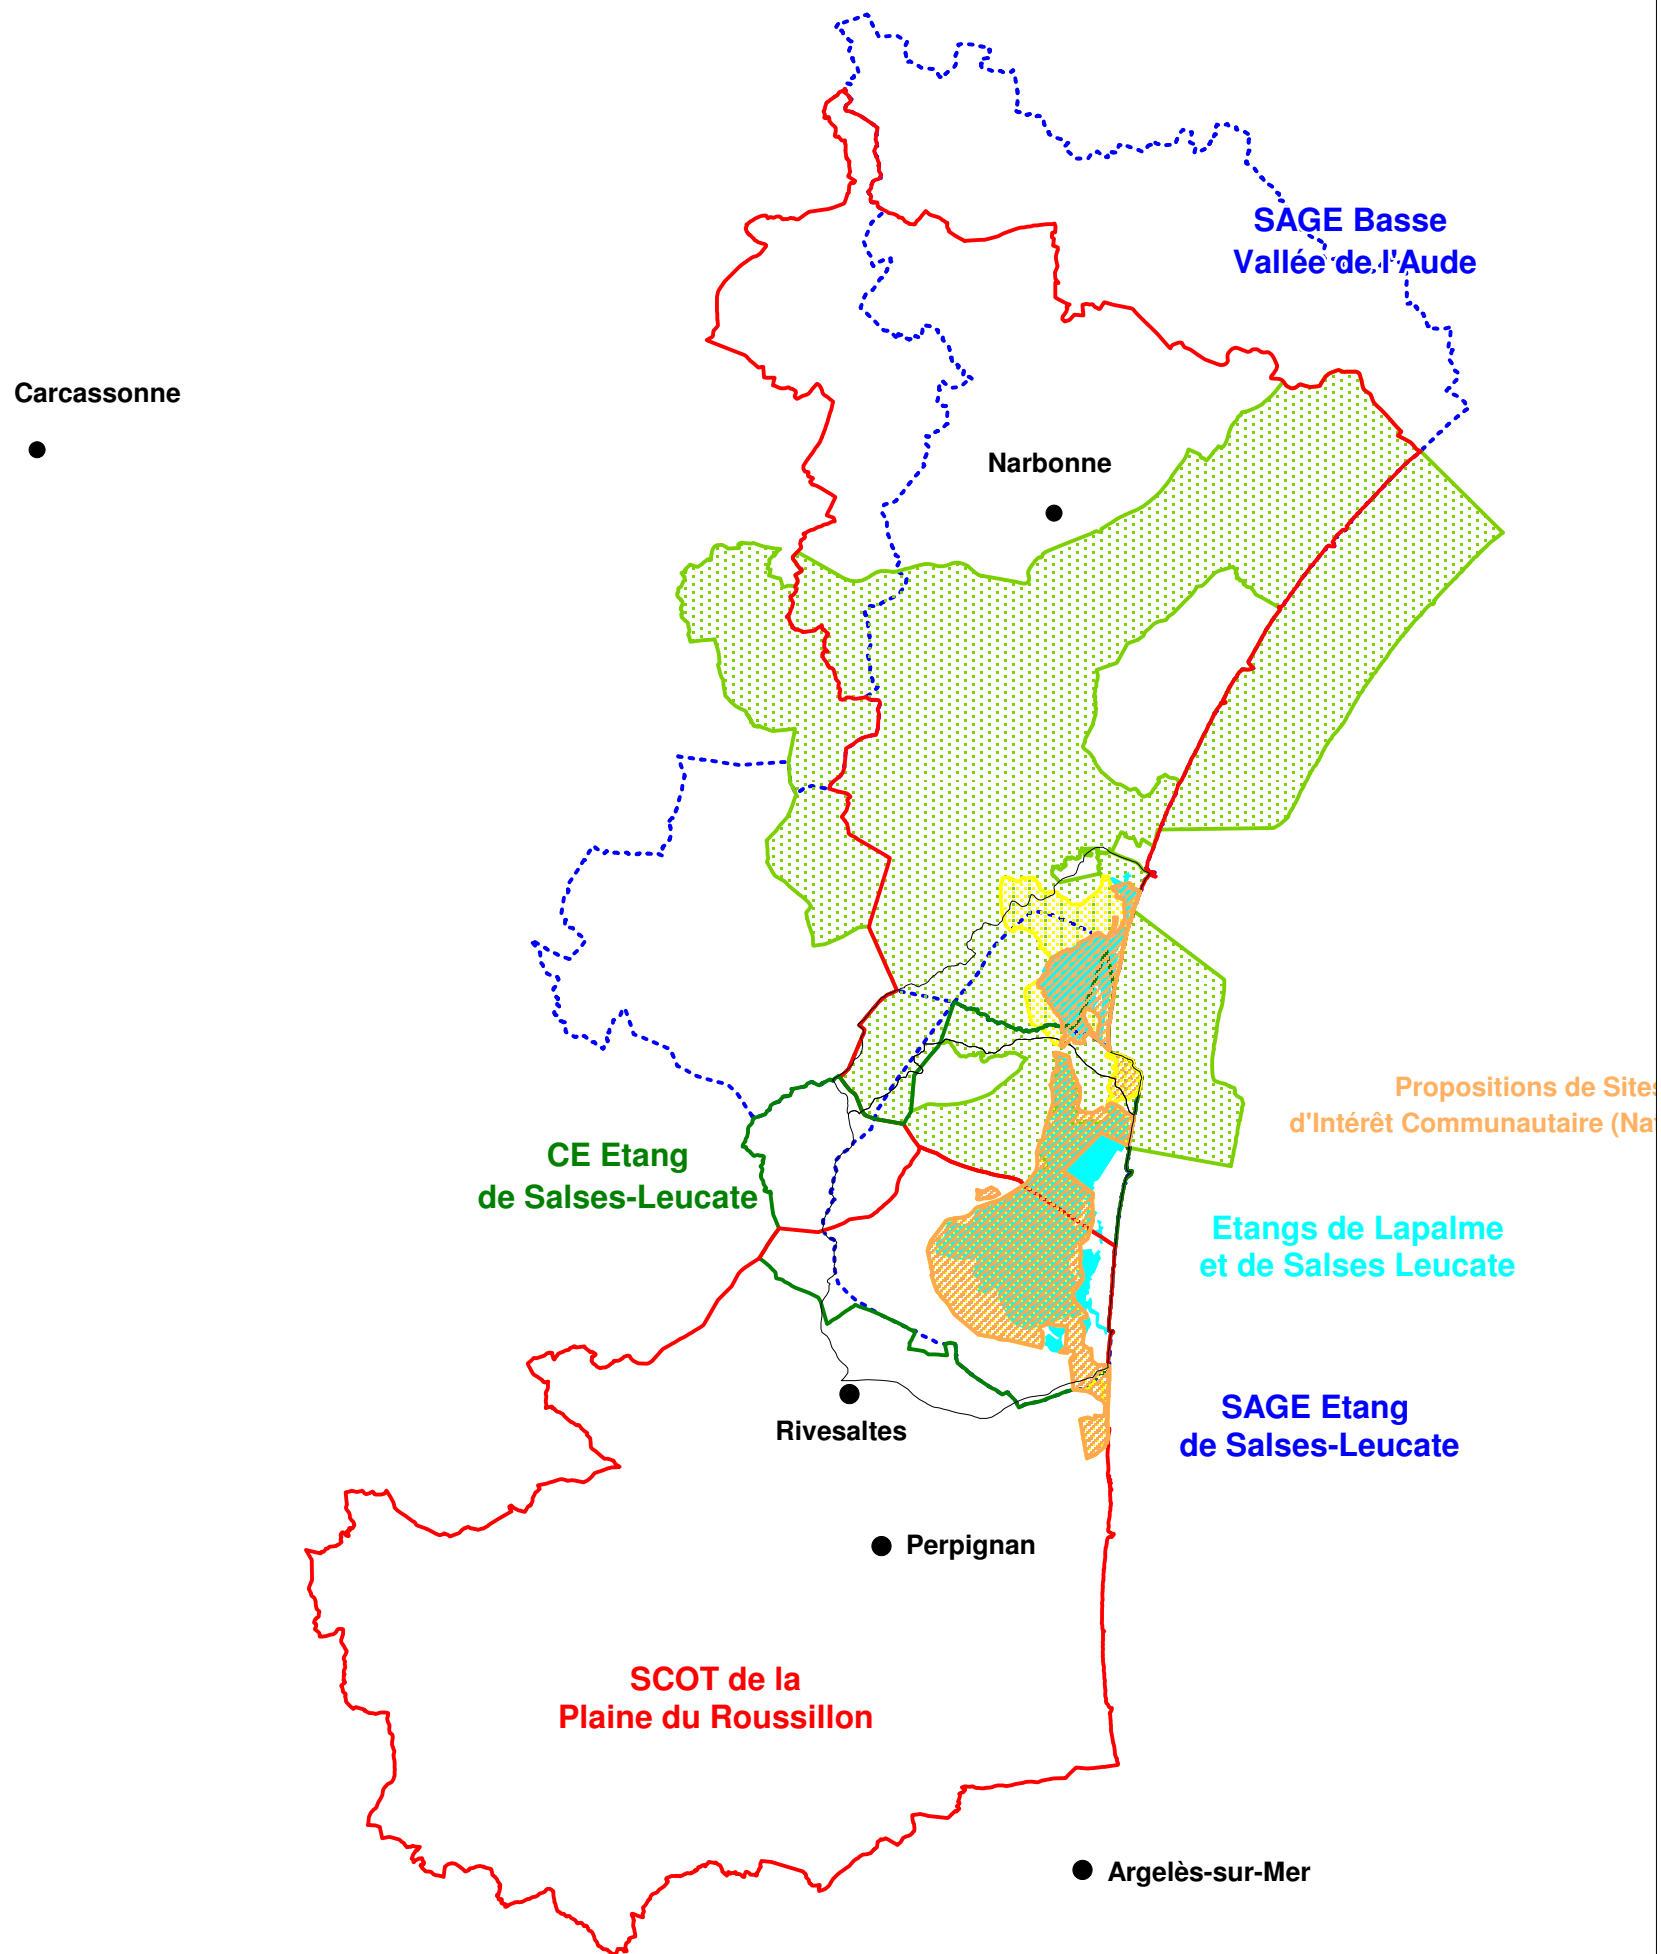 SAGE Basse
Vallée de l'Aude
Carcassonne
Narbonne
Propositions de Sites
d'Intérêt Communautaire (Na
CE Etang
de Salses-Leucate
Etangs de Lapalme
et de Salses Leucate
SAGE Etang
de Salses-Leucate
Rivesaltes
Perpignan
SCOT de la
Plaine du Roussillon
Argelès-sur-Mer